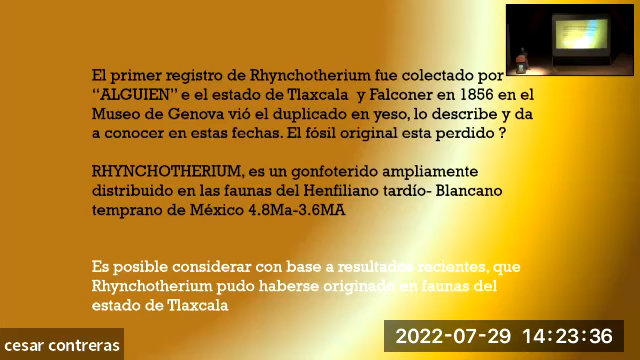 El primer registro de Rhynchotherium fue colectado por
“ALGUIEN” e el estado de Tlaxcala y Falconer en 1856 en el
Museo de Genova vió el duplicado en yeso, lo describe y da
a conocer en estas fechas. El fósil original esta perdido ?
RHYNCHOTHERIUM, es un gonfoterido ampliamente
distribuido en las faunas del Henfiliano tardío- Blancano
temprano de México 4.8Ma-3.6MA
Es posible considerar con base a resultados recientes, que
Rhynchotherium pudo haberse originado en faunas del
estado de Tlaxcala
cesar contreras
2022-07-29 14:23:36